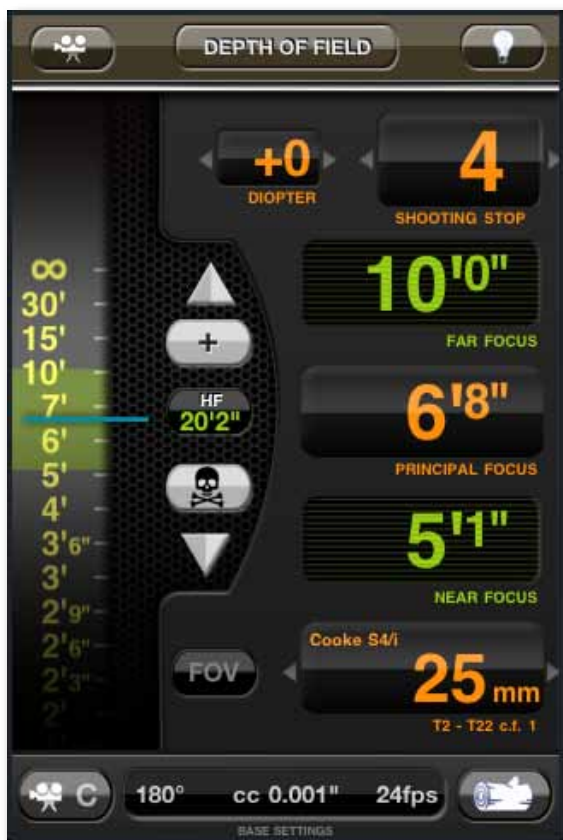 DEPTH OF FIELD
+0
DIOPTER
4
SHOOTING STOP
∞
30'
15'
10'
7'
6'
5'
4'
3'6"
3'
2'9"
2'6"
2'3"
2'
+
HF
20'2"
10'0"
FAR FOCUS
6'8"
PRINCIPAL FOCUS
5'1"
NEAR FOCUS
FOV
Cooke S4/i
25 mm
T2 - T22 c.f. 1
C
180° cc 0.001" 24fps
BASE SETTINGS